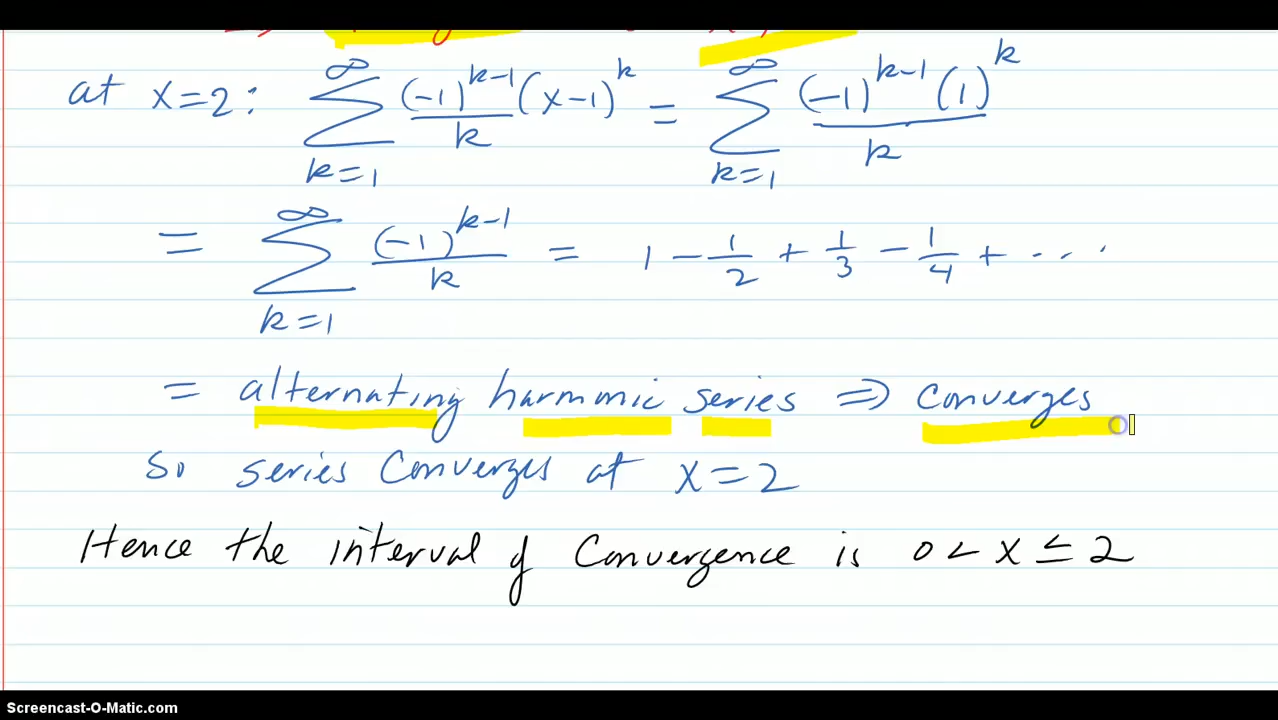 at x=2: ∞∑k=1 (-1)^(k-1)/k (x-1)^k = ∞∑k=1 (-1)^(k-1) (1)^k / k
= ∞∑k=1 (-1)^(k-1)/k = 1 - 1/2 + 1/3 - 1/4 + ....
= alternating harmonic series ⇒ Converges
So series Converges at x=2
Hence the interval of Convergence is 0 < x ≤ 2
Screencast-O-Matic.com